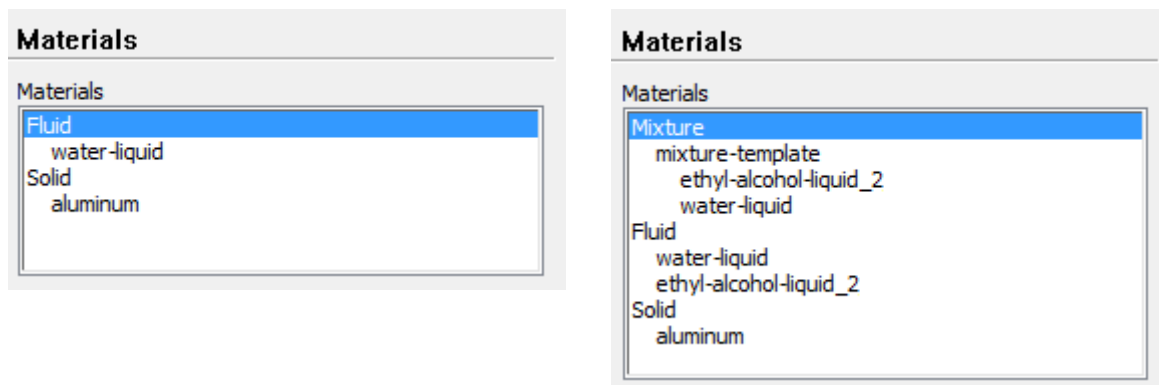 Materials
Materials
Fluid
water-liquid
Solid
aluminum
Materials
Materials
Mixture
mixture-template
ethyl-alcohol-liquid_2
water-liquid
Fluid
water-liquid
ethyl-alcohol-liquid_2
Solid
aluminum